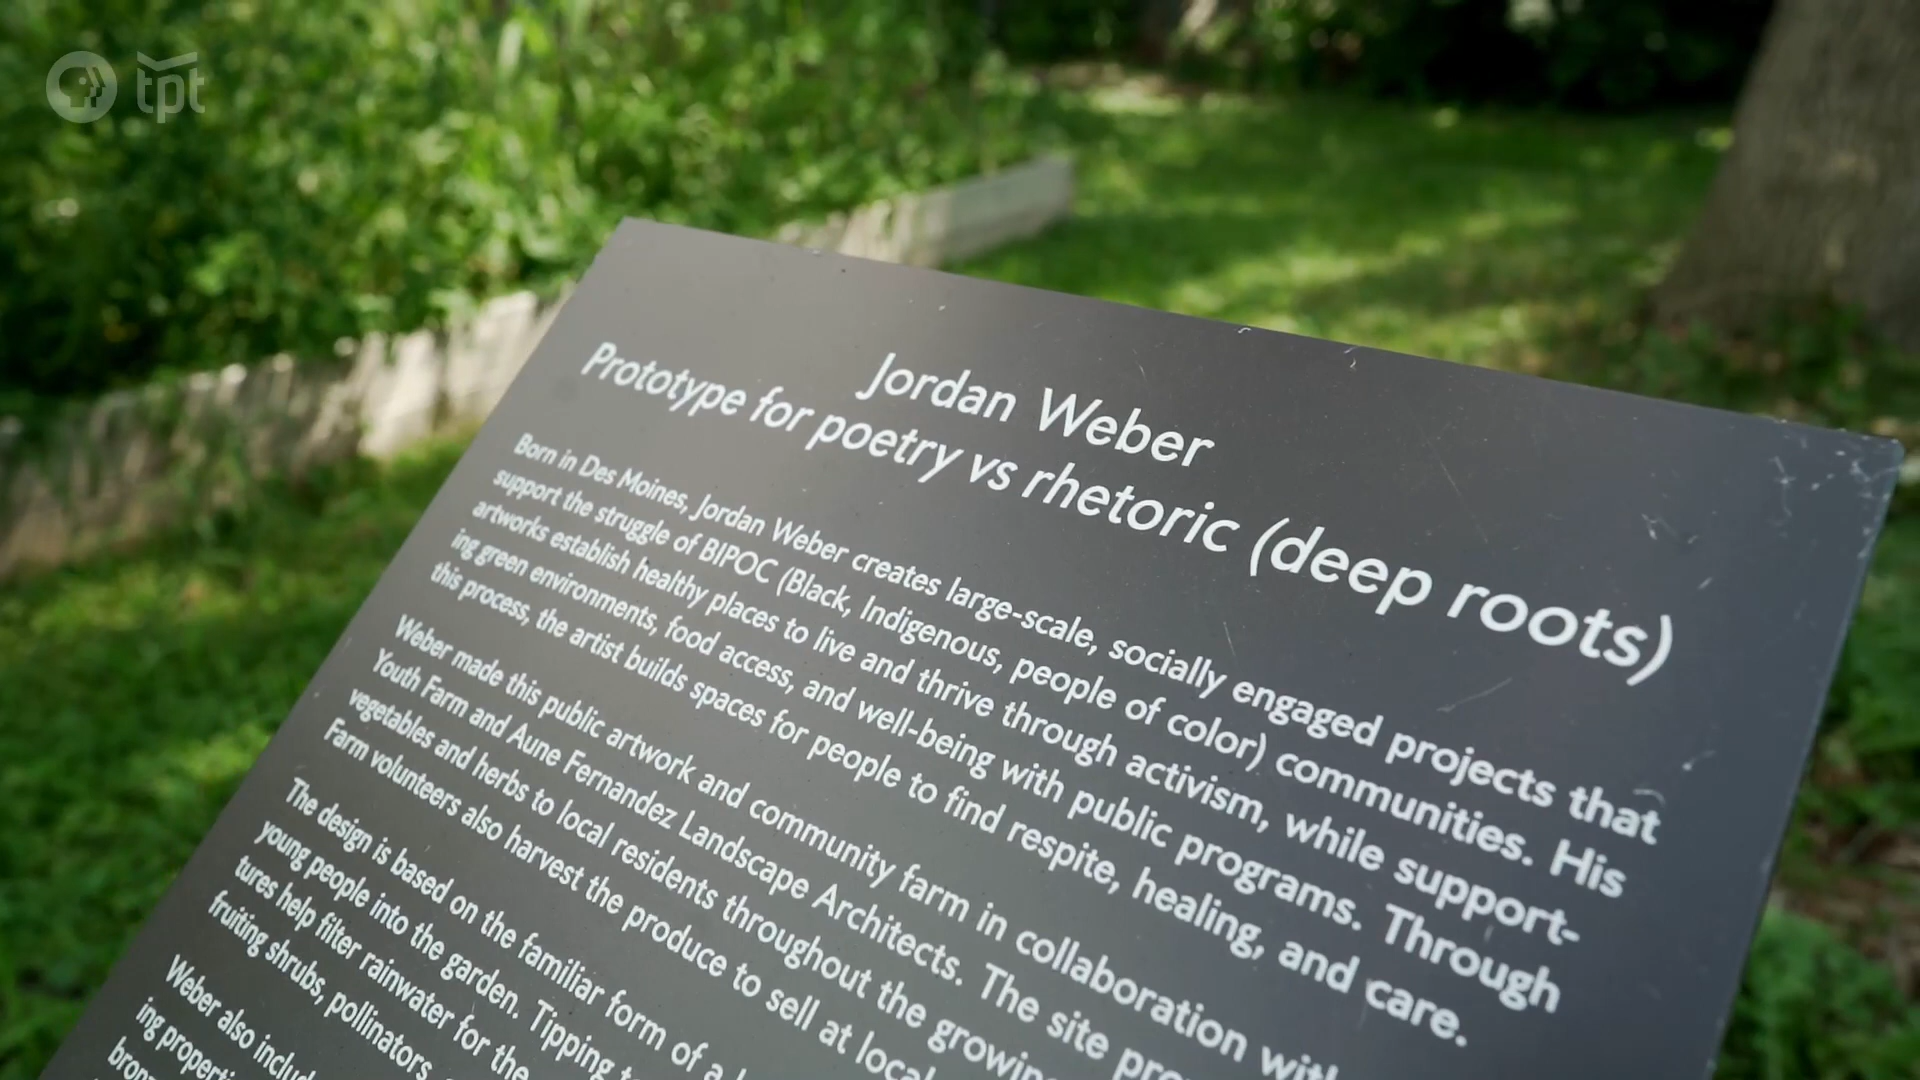 tpt
Jordan Weber
Prototype for poetry vs rhetoric (deep roots)
Born in Des Moines, Jordan Weber creates large-scale, socially engaged projects that
support the struggle of BIPOC (Black, Indigenous, people of color) communities. His
artworks establish healthy places to live and thrive through activism, while support-
ing green environments, food access, and well-being with public programs. Through
this process, the artist builds spaces for people to find respite, healing, and care.
Weber made this public artwork and community farm in collaboration with
Youth Farm and Aune Fernandez Landscape Architects. The site
vegetables and herbs to local residents throughout the
Farm volunteers also harvest the produce to sell at
The design is based on the familiar form of a
young people into the garden. Tipping
tures help filter rainwater for the
fruiting shrubs, pollinators,
Weber also
ing